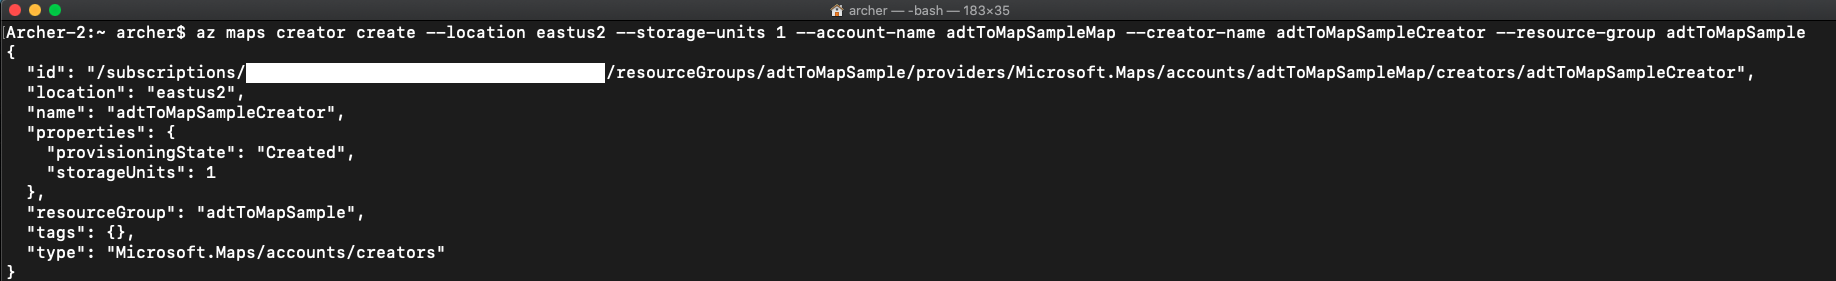 archer — -bash — 183×35
Archer-2:~ archer$ az maps creator create --location eastus2 --storage-units 1 --account-name adtToMapSampleMap --creator-name adtToMapSampleCreator --resource-group adtToMapSample
{
  "id": "/subscriptions/ /resourceGroups/adtToMapSample/providers/Microsoft.Maps/accounts/adtToMapSampleMap/creators/adtToMapSampleCreator",
  "location": "eastus2",
  "name": "adtToMapSampleCreator",
  "properties": {
    "provisioningState": "Created",
    "storageUnits": 1
  },
  "resourceGroup": "adtToMapSample",
  "tags": {},
  "type": "Microsoft.Maps/accounts/creators"
}